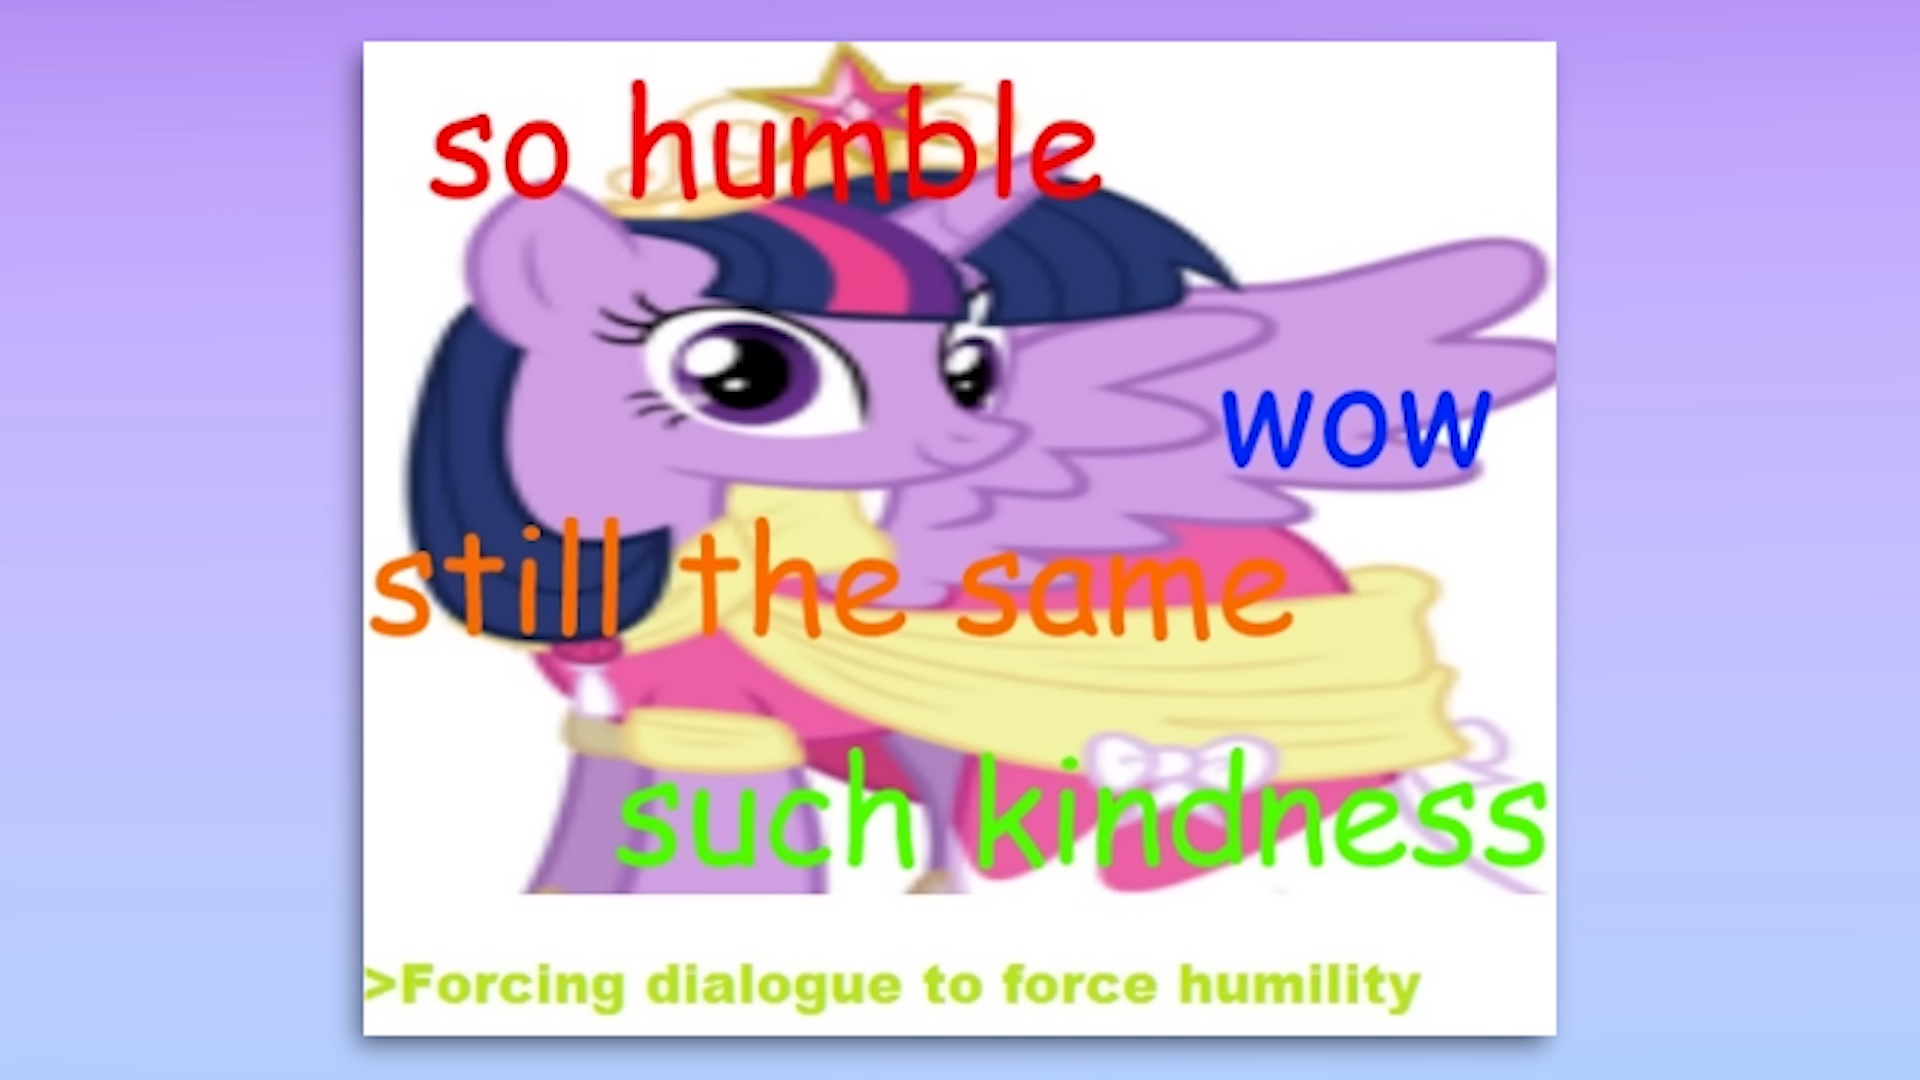 so humble
wow
still the same
such kindness
>Forcing dialogue to force humility